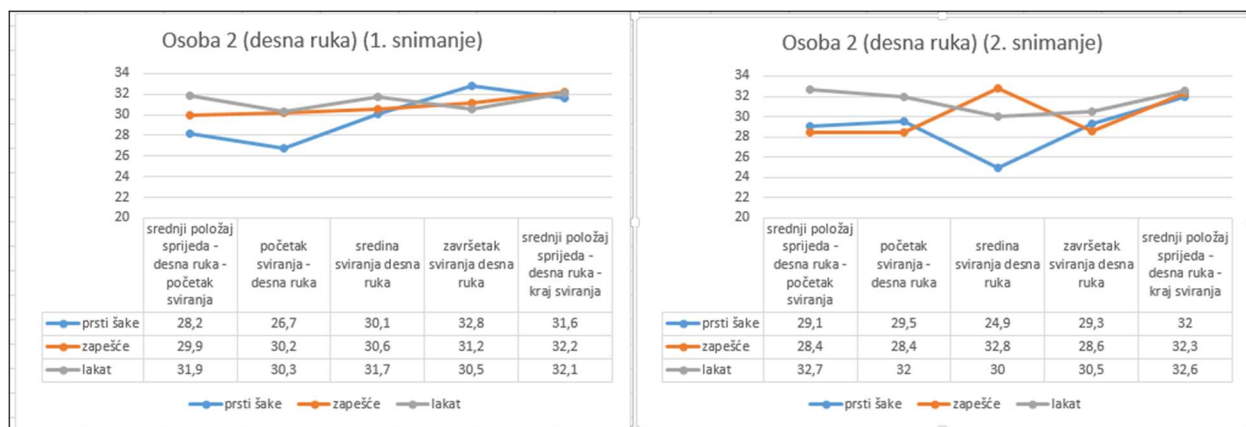 Osoba 2 (desna ruka) (1. snimanje)
34
32
30
28
26
24
22
20
srednji položaj sprijeda - desna ruka - početak sviranja
početak sviranja - desna ruka
sredina sviranja desna ruka
završetak sviranja desna ruka
srednji položaj sprijeda - desna ruka - kraj sviranja
prsti šake 28,2 26,7 30,1 32,8 31,6
zapešće 29,9 30,2 30,6 31,2 32,2
lakat 31,9 30,3 31,7 30,5 32,1
prsti šake zapešće lakat
Osoba 2 (desna ruka) (2. snimanje)
34
32
30
28
26
24
22
20
srednji položaj sprijeda - desna ruka - početak sviranja
početak sviranja - desna ruka
sredina sviranja desna ruka
završetak sviranja desna ruka
srednji položaj sprijeda - desna ruka - kraj sviranja
prsti šake 29,1 29,5 24,9 29,3 32
zapešće 28,4 28,4 32,8 28,6 32,3
lakat 32,7 32 30 30,5 32,6
prsti šake zapešće lakat